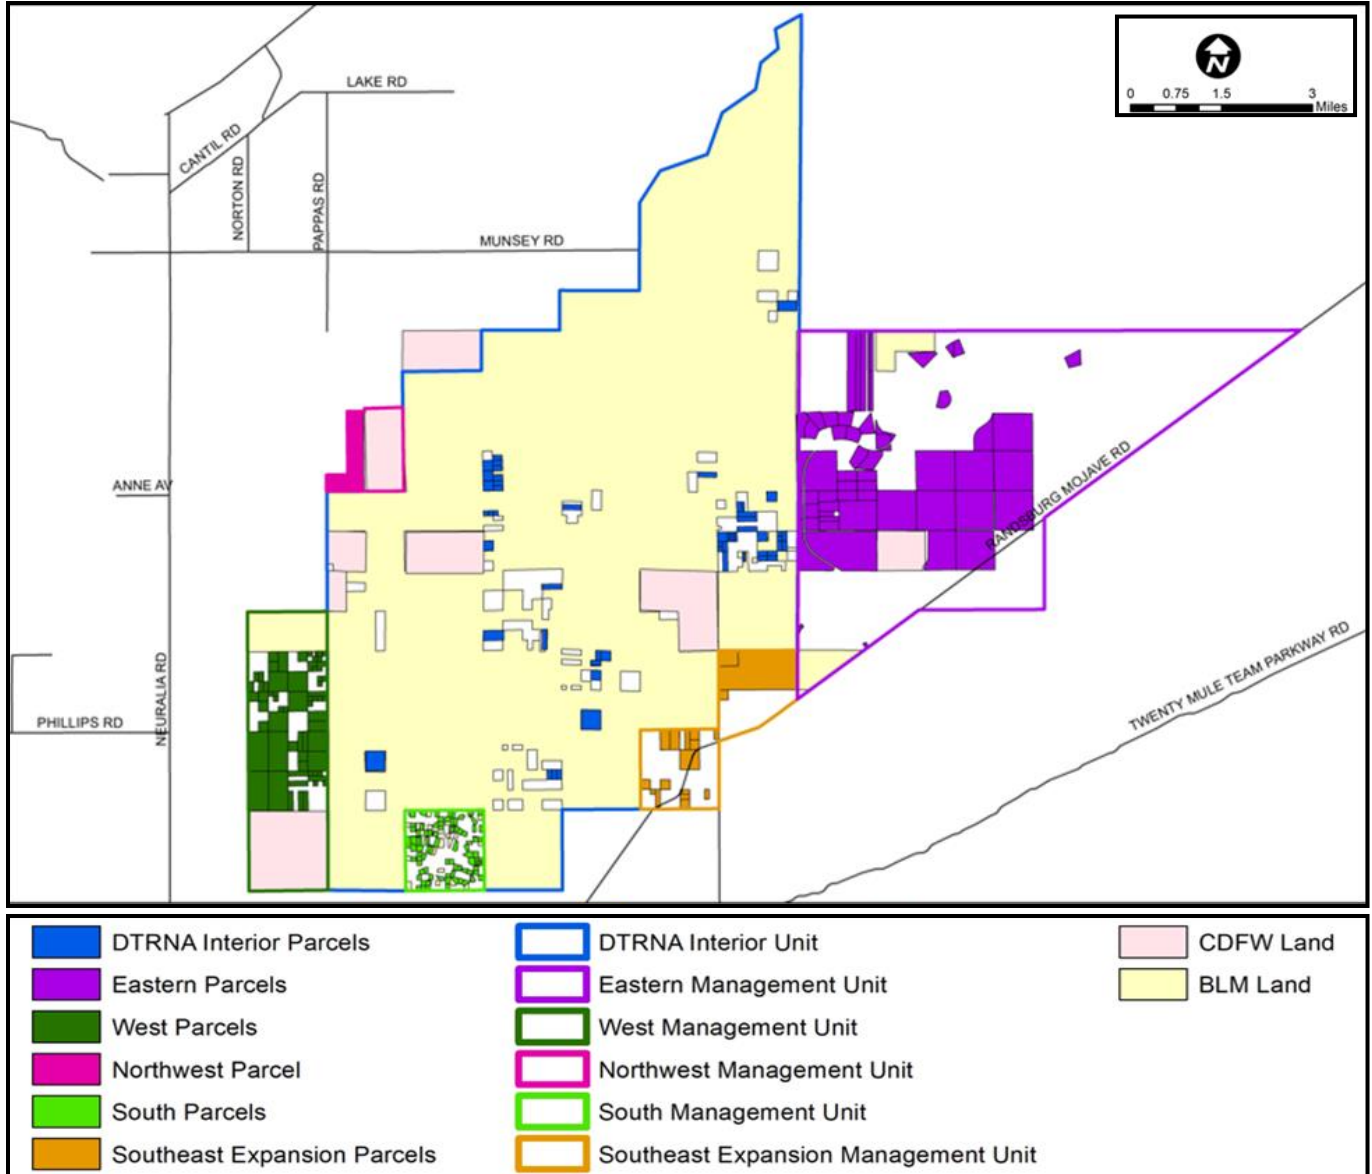 N
0 0.75 1.5 3
Miles
LAKE RD
CANTIL RD
NORTON RD
PAPPAS RD
MUNSEY RD
ANNE AV
RANDSBURG MOJAVE RD
NEURALIA RD
PHILLIPS RD
TWENTY MULE TEAM PARKWAY RD
DTRNA Interior Parcels
Eastern Parcels
West Parcels
Northwest Parcel
South Parcels
Southeast Expansion Parcels
DTRNA Interior Unit
Eastern Management Unit
West Management Unit
Northwest Management Unit
South Management Unit
Southeast Expansion Management Unit
CDFW Land
BLM Land